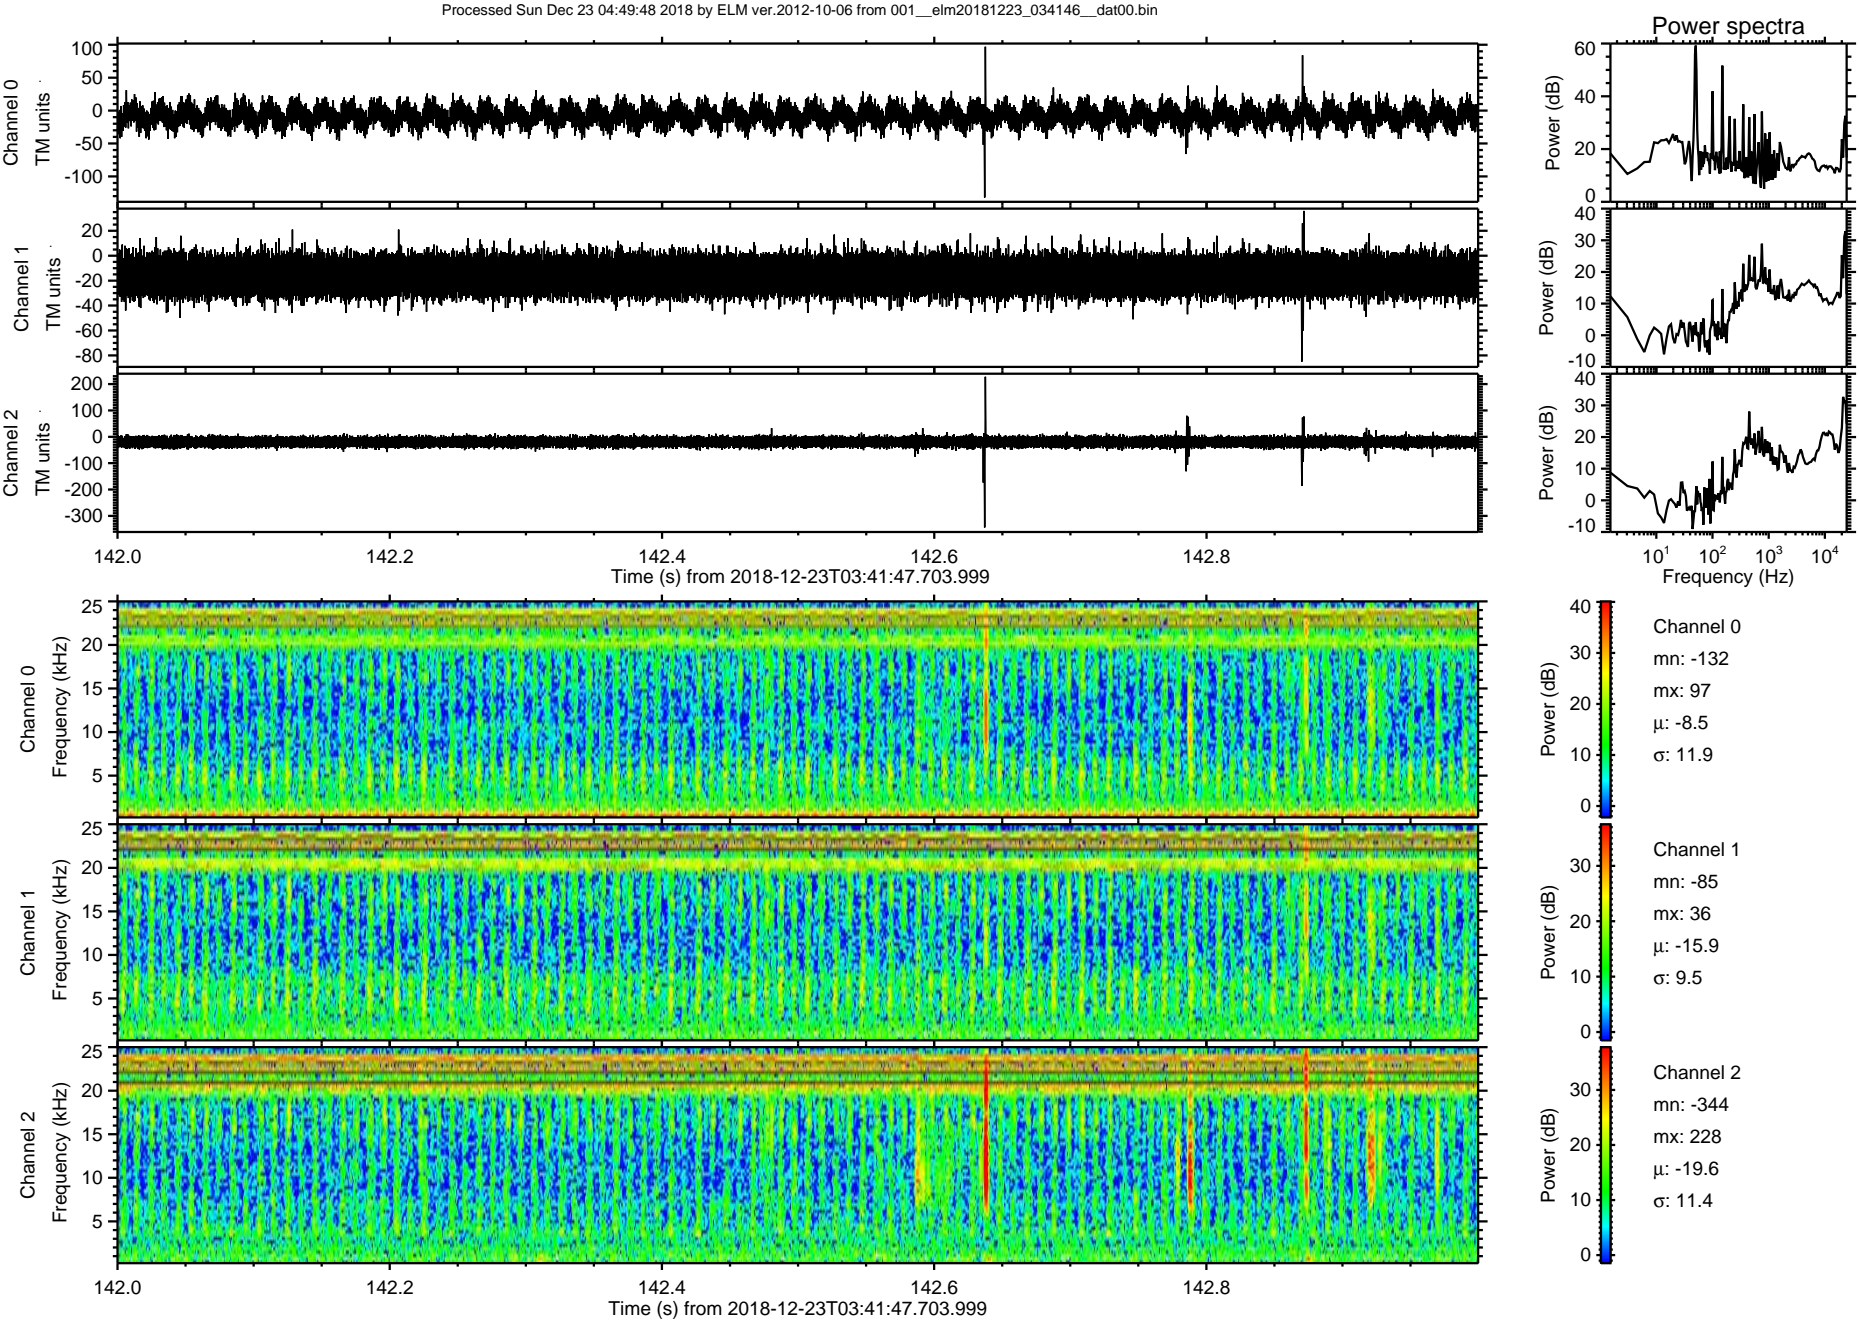 Processed Sun Dec 23 04:49:48 2018 by ELM ver.2012-10-06 from 001__elm20181223_034146__dat00.bin
Power spectra
Channel 0
TM units
100
50
0
-50
-100
Power (dB)
60
40
20
0
Channel 1
TM units
20
0
-20
-40
-60
-80
Power (dB)
40
30
20
10
0
-10
Channel 2
TM units
200
100
0
-100
-200
-300
Power (dB)
40
30
20
10
0
-10
142.0 142.2 142.4 142.6 142.8
Time (s) from 2018-12-23T03:41:47.703.999
10¹ 10² 10³ 10⁴
Frequency (Hz)
Channel 0
Frequency (kHz)
25
20
15
10
5
Power (dB)
40
30
20
10
0
Channel 0
mn: -132
mx: 97
μ: -8.5
σ: 11.9
Channel 1
Frequency (kHz)
25
20
15
10
5
Power (dB)
30
20
10
0
Channel 1
mn: -85
mx: 36
μ: -15.9
σ: 9.5
Channel 2
Frequency (kHz)
25
20
15
10
5
Power (dB)
30
20
10
0
Channel 2
mn: -344
mx: 228
μ: -19.6
σ: 11.4
142.0 142.2 142.4 142.6 142.8
Time (s) from 2018-12-23T03:41:47.703.999